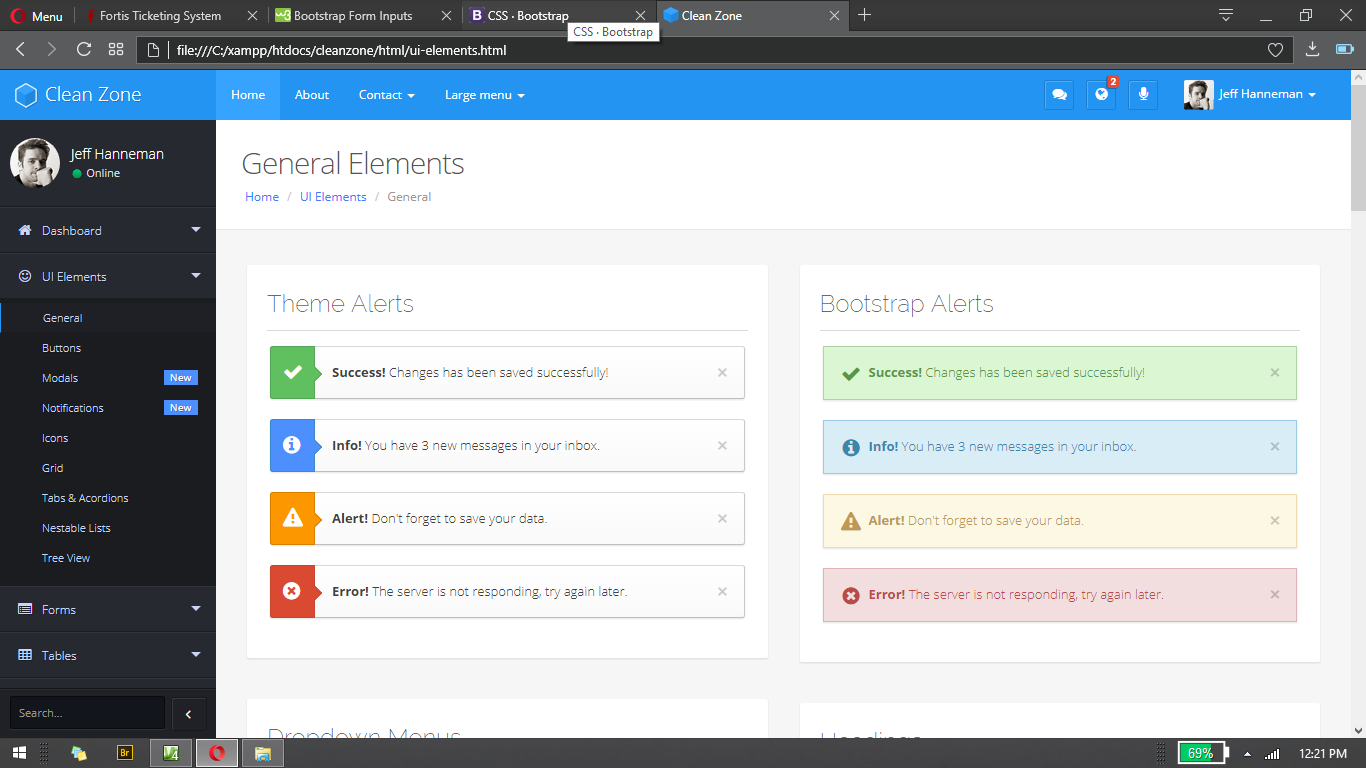 Menu
Fortis Ticketing System
Bootstrap Form Inputs
CSS · Bootstrap
Clean Zone
CSS · Bootstrap
file:///C:/xampp/htdocs/cleanzone/html/ui-elements.html
Clean Zone
Home
About
Contact
Large menu
2
Jeff Hanneman
Jeff Hanneman
Online
Dashboard
UI Elements
General
Buttons
Modals New
Notifications New
Icons
Grid
Tabs & Acordions
Nestable Lists
Tree View
Forms
Tables
Search...
General Elements
Home / UI Elements / General
Theme Alerts
Success! Changes has been saved successfully! ×
Info! You have 3 new messages in your inbox. ×
Alert! Don't forget to save your data. ×
Error! The server is not responding, try again later. ×
Bootstrap Alerts
Success! Changes has been saved successfully! ×
Info! You have 3 new messages in your inbox. ×
Alert! Don't forget to save your data. ×
Error! The server is not responding, try again later. ×
Dropdown Menus
Headings
Br
69%
12:21 PM